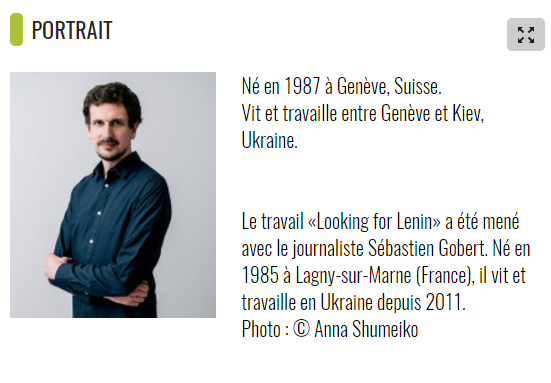 PORTRAIT
Né en 1987 à Genève, Suisse.
Vit et travaille entre Genève et Kiev,
Ukraine.
Le travail «Looking for Lenin» a été mené
avec le journaliste Sébastien Gobert. Né en
1985 à Lagny-sur-Marne (France), il vit et
travaille en Ukraine depuis 2011.
Photo : © Anna Shumeiko